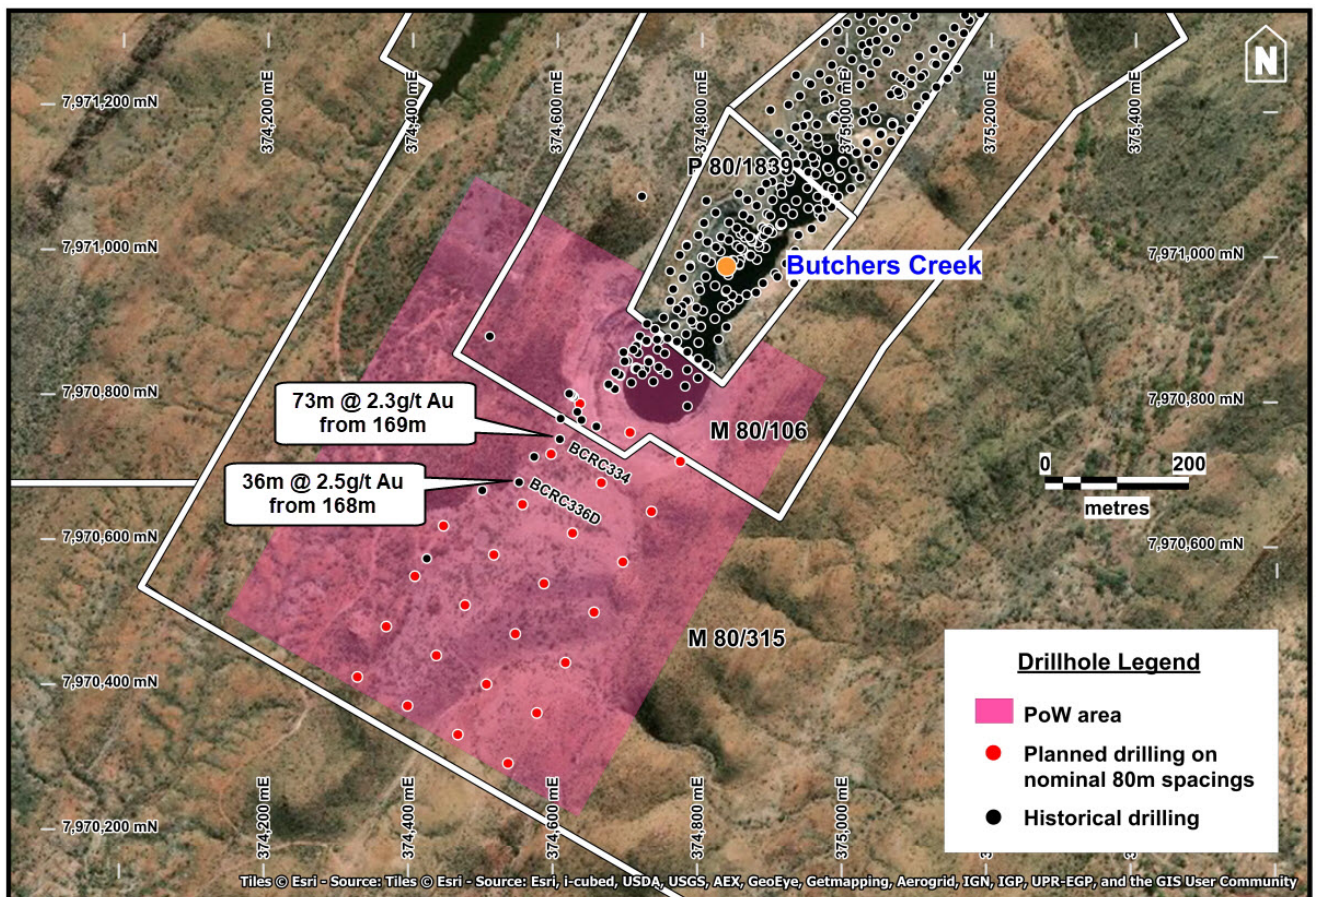 N
7,971,200 mN
374,200 mE
374,400 mE
374,600 mE
374,800 mE
375,000 mE
375,200 mE
375,400 mE
P 80/1839
7,971,000 mN
7,971,000 mN
Butchers Creek
7,970,800 mN
7,970,800 mN
73m @ 2.3g/t Au
from 169m
M 80/106
BCRC334
36m @ 2.5g/t Au
from 168m
BCRC336D
0 200
metres
7,970,600 mN
7,970,600 mN
M 80/315
Drillhole Legend
PoW area
Planned drilling on
nominal 80m spacings
Historical drilling
7,970,400 mN
7,970,200 mN
374,200 mE
374,400 mE
374,600 mE
374,800 mE
375,000 mE
Tiles © Esri - Source: Tiles © Esri - Source: Esri, i-cubed, USDA, USGS, AEX, GeoEye, Getmapping, Aerogrid, IGN, IGP, UPR-EGP, and the GIS User Community